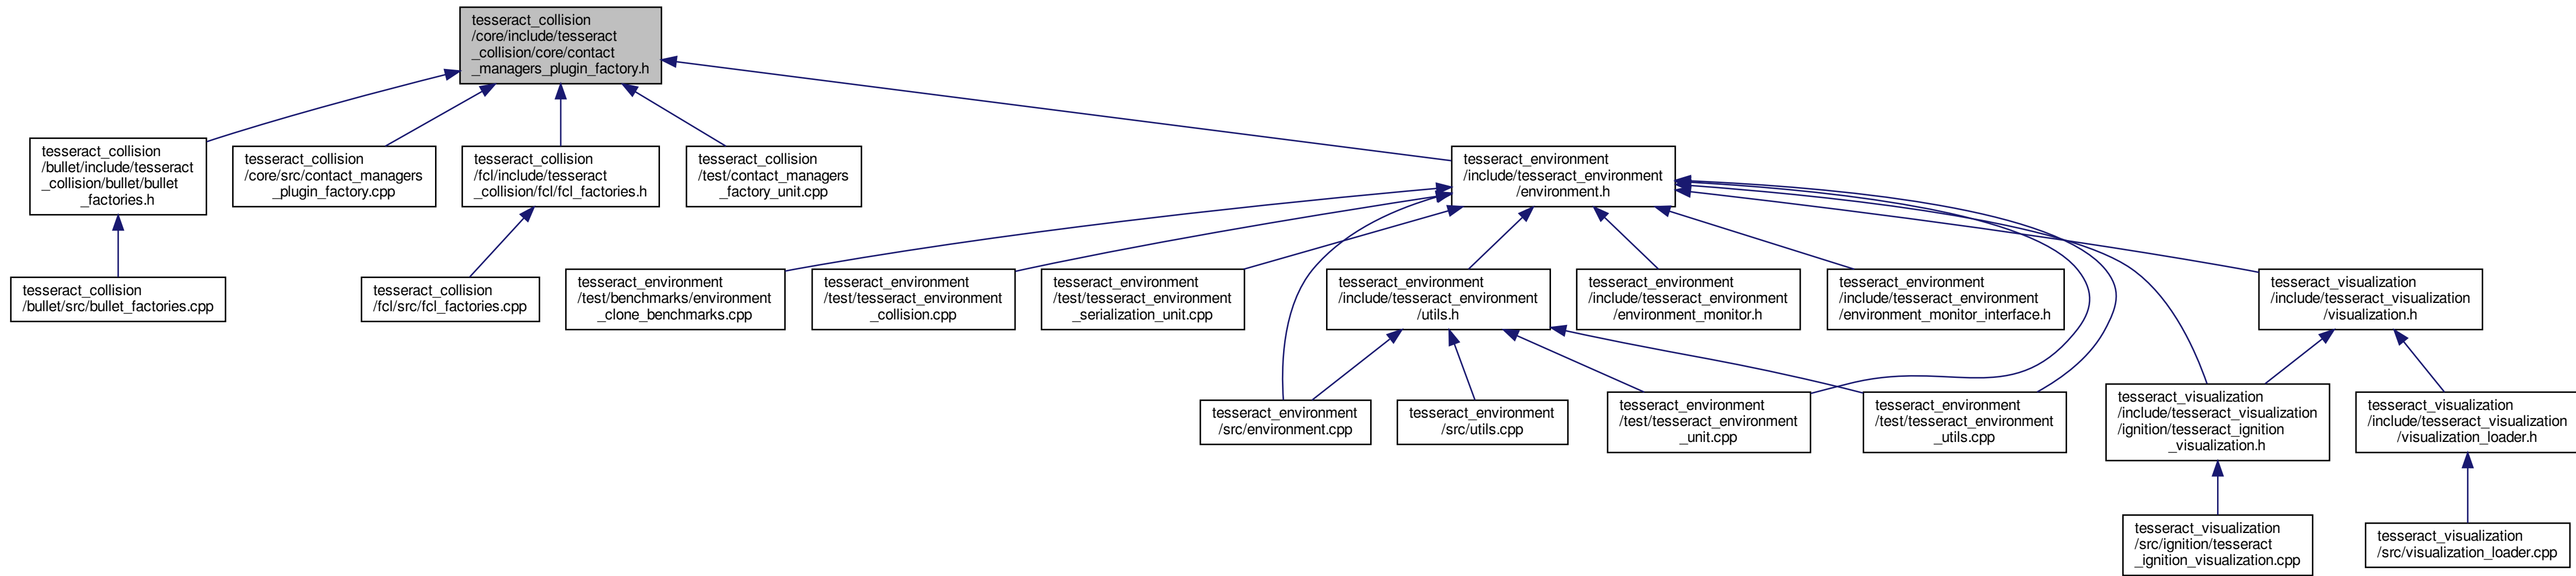 tesseract_collision
/core/include/tesseract
_collision/core/contact
_managers_plugin_factory.h
tesseract_collision
/bullet/include/tesseract
_collision/bullet/bullet
_factories.h
tesseract_collision
/core/src/contact_managers
_plugin_factory.cpp
tesseract_collision
/fcl/include/tesseract
_collision/fcl/fcl_factories.h
tesseract_collision
/test/contact_managers
_factory_unit.cpp
tesseract_environment
/include/tesseract_environment
/environment.h
tesseract_collision
/bullet/src/bullet_factories.cpp
tesseract_collision
/fcl/src/fcl_factories.cpp
tesseract_environment
/test/benchmarks/environment
_clone_benchmarks.cpp
tesseract_environment
/test/tesseract_environment
_collision.cpp
tesseract_environment
/test/tesseract_environment
_serialization_unit.cpp
tesseract_environment
/include/tesseract_environment
/utils.h
tesseract_environment
/include/tesseract_environment
/environment_monitor.h
tesseract_environment
/include/tesseract_environment
/environment_monitor_interface.h
tesseract_visualization
/include/tesseract_visualization
/visualization.h
tesseract_environment
/src/environment.cpp
tesseract_environment
/src/utils.cpp
tesseract_environment
/test/tesseract_environment
_unit.cpp
tesseract_environment
/test/tesseract_environment
_utils.cpp
tesseract_visualization
/include/tesseract_visualization
/ignition/tesseract_ignition
_visualization.h
tesseract_visualization
/include/tesseract_visualization
/visualization_loader.h
tesseract_visualization
/src/ignition/tesseract
_ignition_visualization.cpp
tesseract_visualization
/src/visualization_loader.cpp